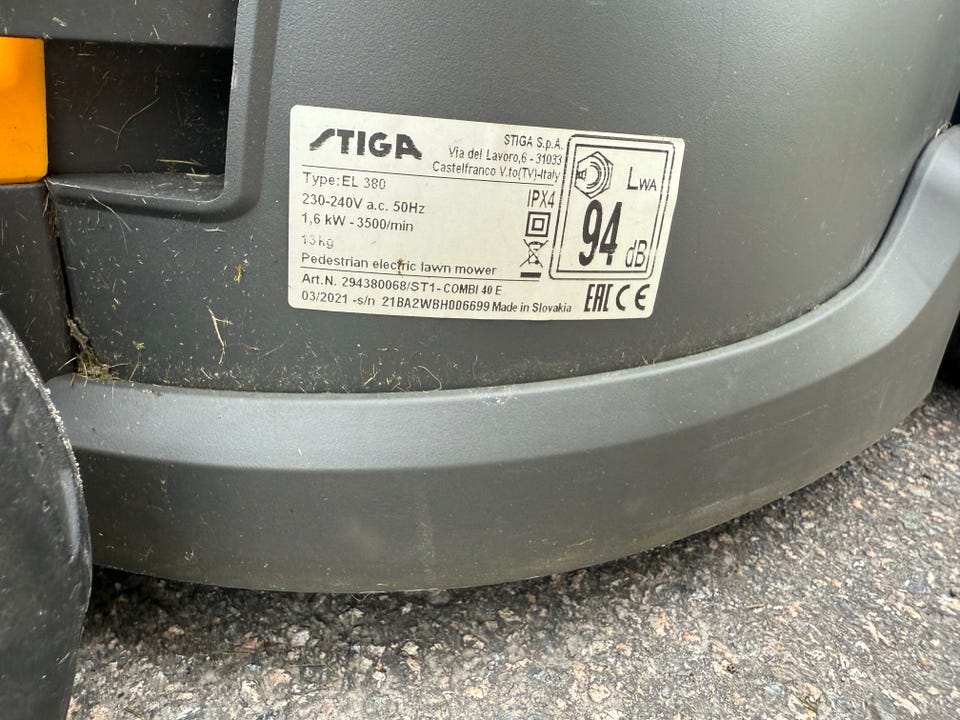 STIGA
STIGA S.p.A.
Via del Lavoro,6 - 31033
Castelfranco V.to(TV)-Italy
Type: EL 380
230-240V a.c. 50Hz
1,6 kW - 3500/min
13 kg
Pedestrian electric lawn mower
IPX4
LWA
94 dB
Art.N. 294380068/ST1- COMBI 40 E
03/2021 -s/n 21BA2WBH006699 Made in Slovakia
EAC CE